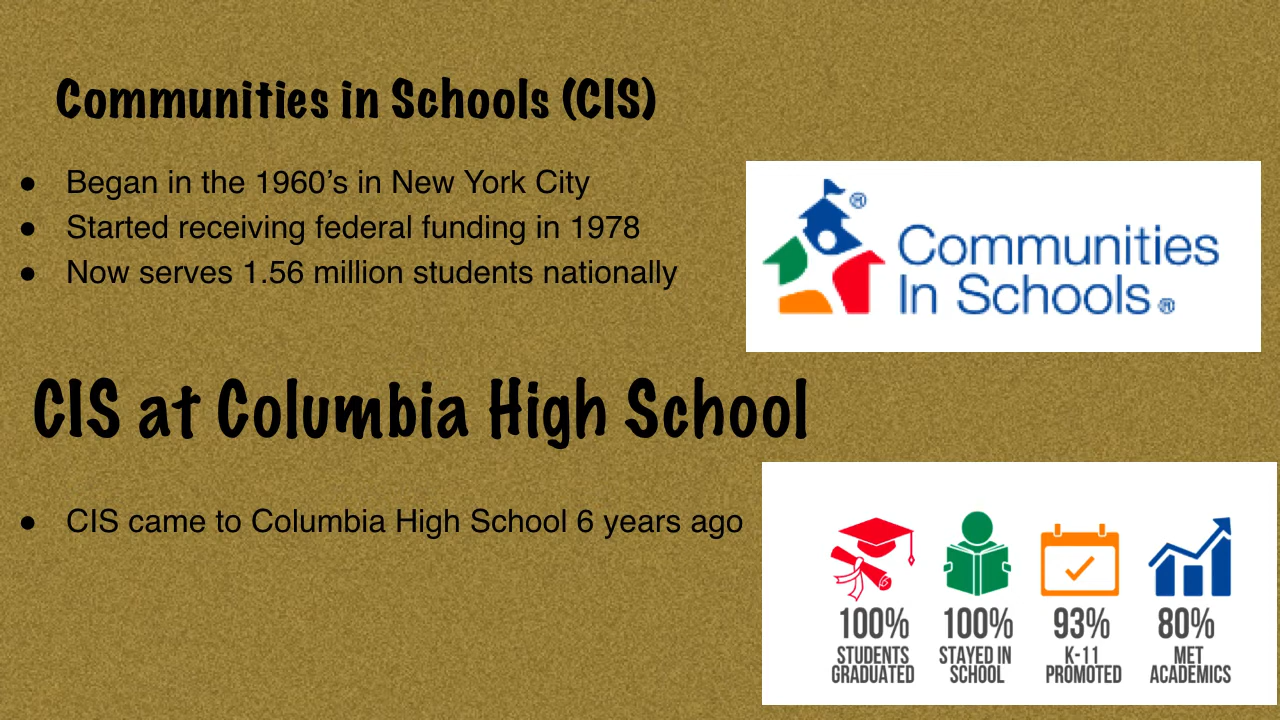 Communities in Schools (CIS)
● Began in the 1960’s in New York City
● Started receiving federal funding in 1978
● Now serves 1.56 million students nationally
®
Communities
In Schools®
CIS at Columbia High School
● CIS came to Columbia High School 6 years ago
100% 100% 93% 80%
STUDENTS STAYED IN K-11 MET
GRADUATED SCHOOL PROMOTED ACADEMICS